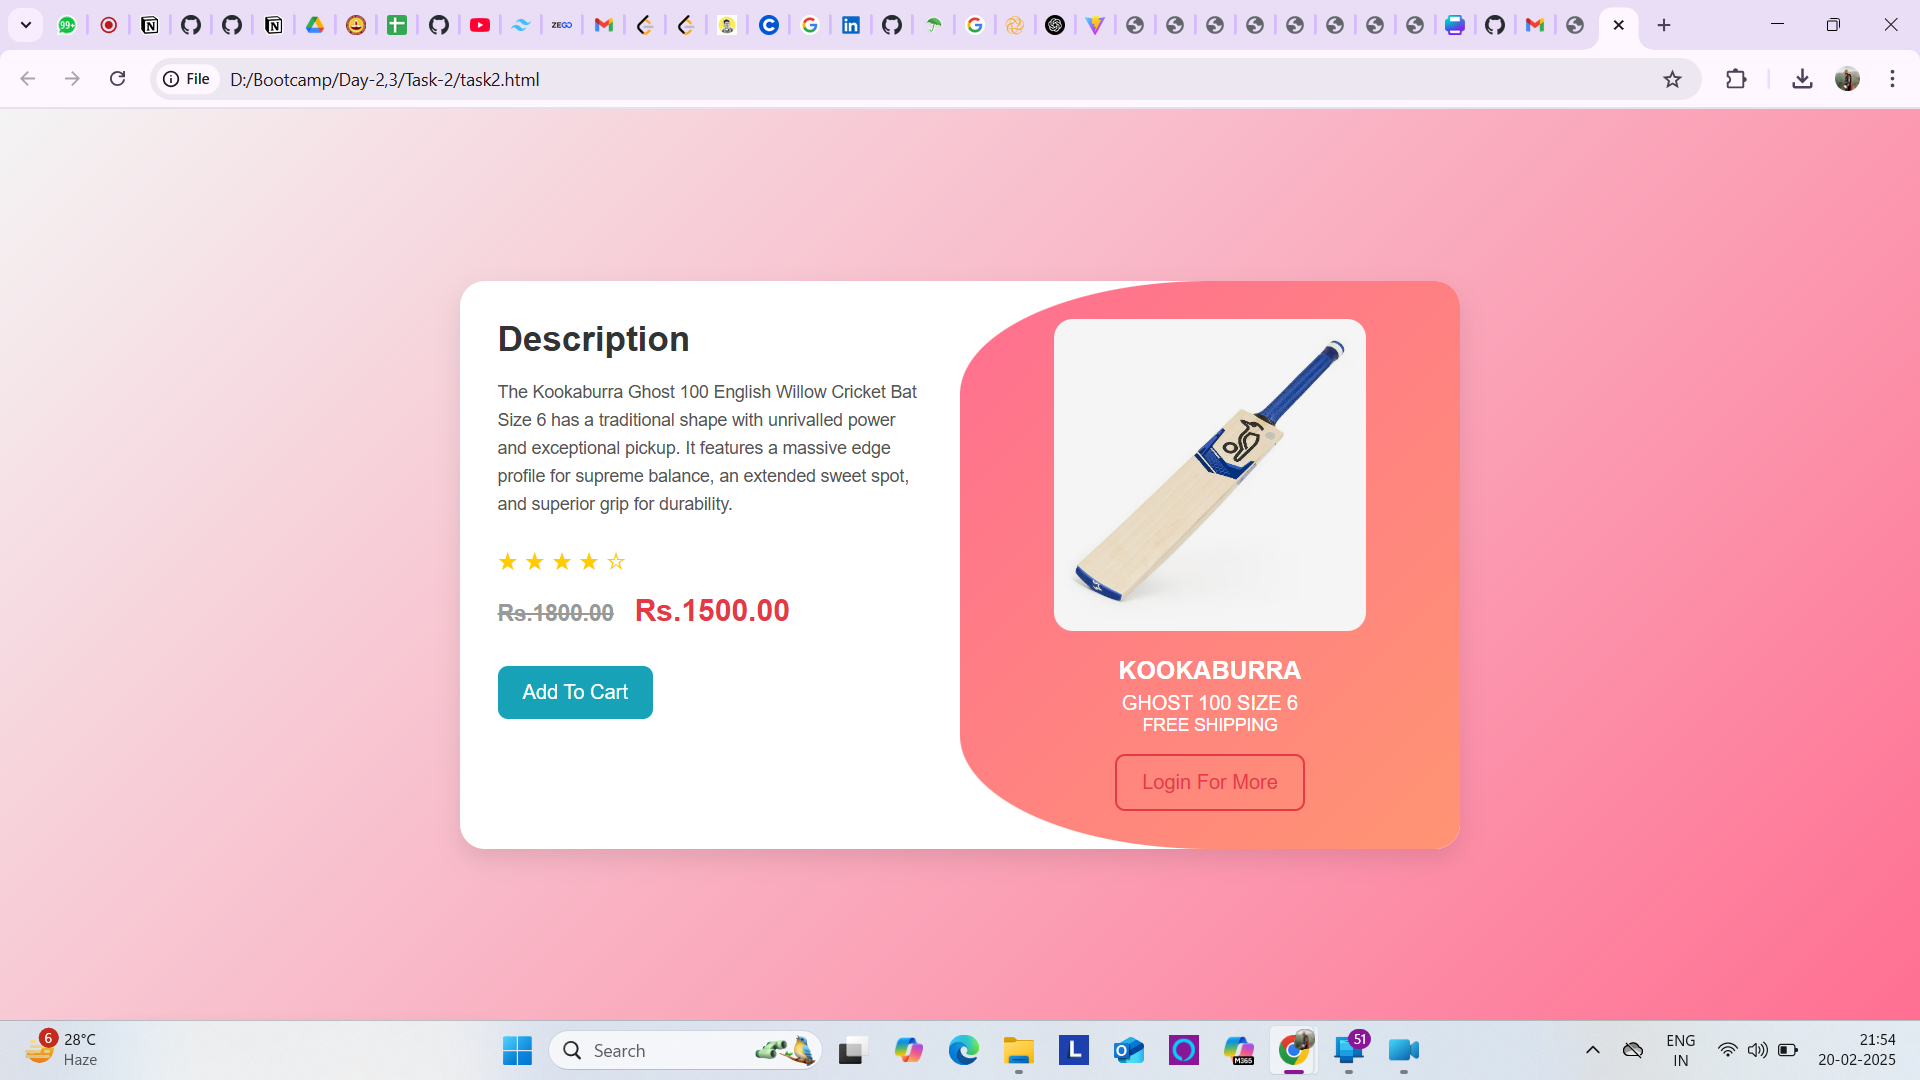 99+
ZEGO
File
D:/Bootcamp/Day-2,3/Task-2/task2.html
Description
The Kookaburra Ghost 100 English Willow Cricket Bat
Size 6 has a traditional shape with unrivalled power
and exceptional pickup. It features a massive edge
profile for supreme balance, an extended sweet spot,
and superior grip for durability.
★ ★ ★ ★ ☆
Rs.1800.00 Rs.1500.00
Add To Cart
KOOKABURRA
GHOST 100 SIZE 6
FREE SHIPPING
Login For More
6
28°C
Haze
Search
L
M365
51
ENG
IN
21:54
20-02-2025